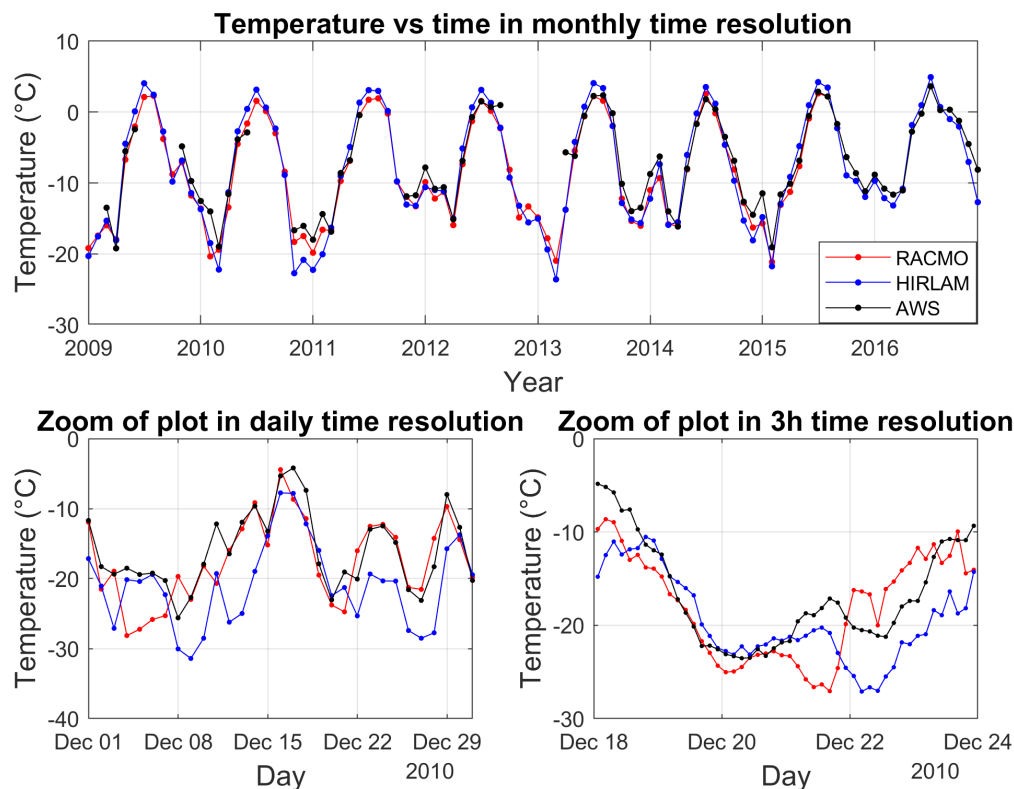 Temperature vs time in monthly time resolution
10
0
-10
-20
-30
Temperature (°C)
RACMO
HIRLAM
AWS
2009 2010 2011 2012 2013 2014 2015 2016
Year
Zoom of plot in daily time resolution
0
-10
-20
-30
-40
Temperature (°C)
Dec 01 Dec 08 Dec 15 Dec 22 Dec 29
Day 2010
Zoom of plot in 3h time resolution
0
-10
-20
-30
Temperature (°C)
Dec 18 Dec 20 Dec 22 Dec 24
Day 2010